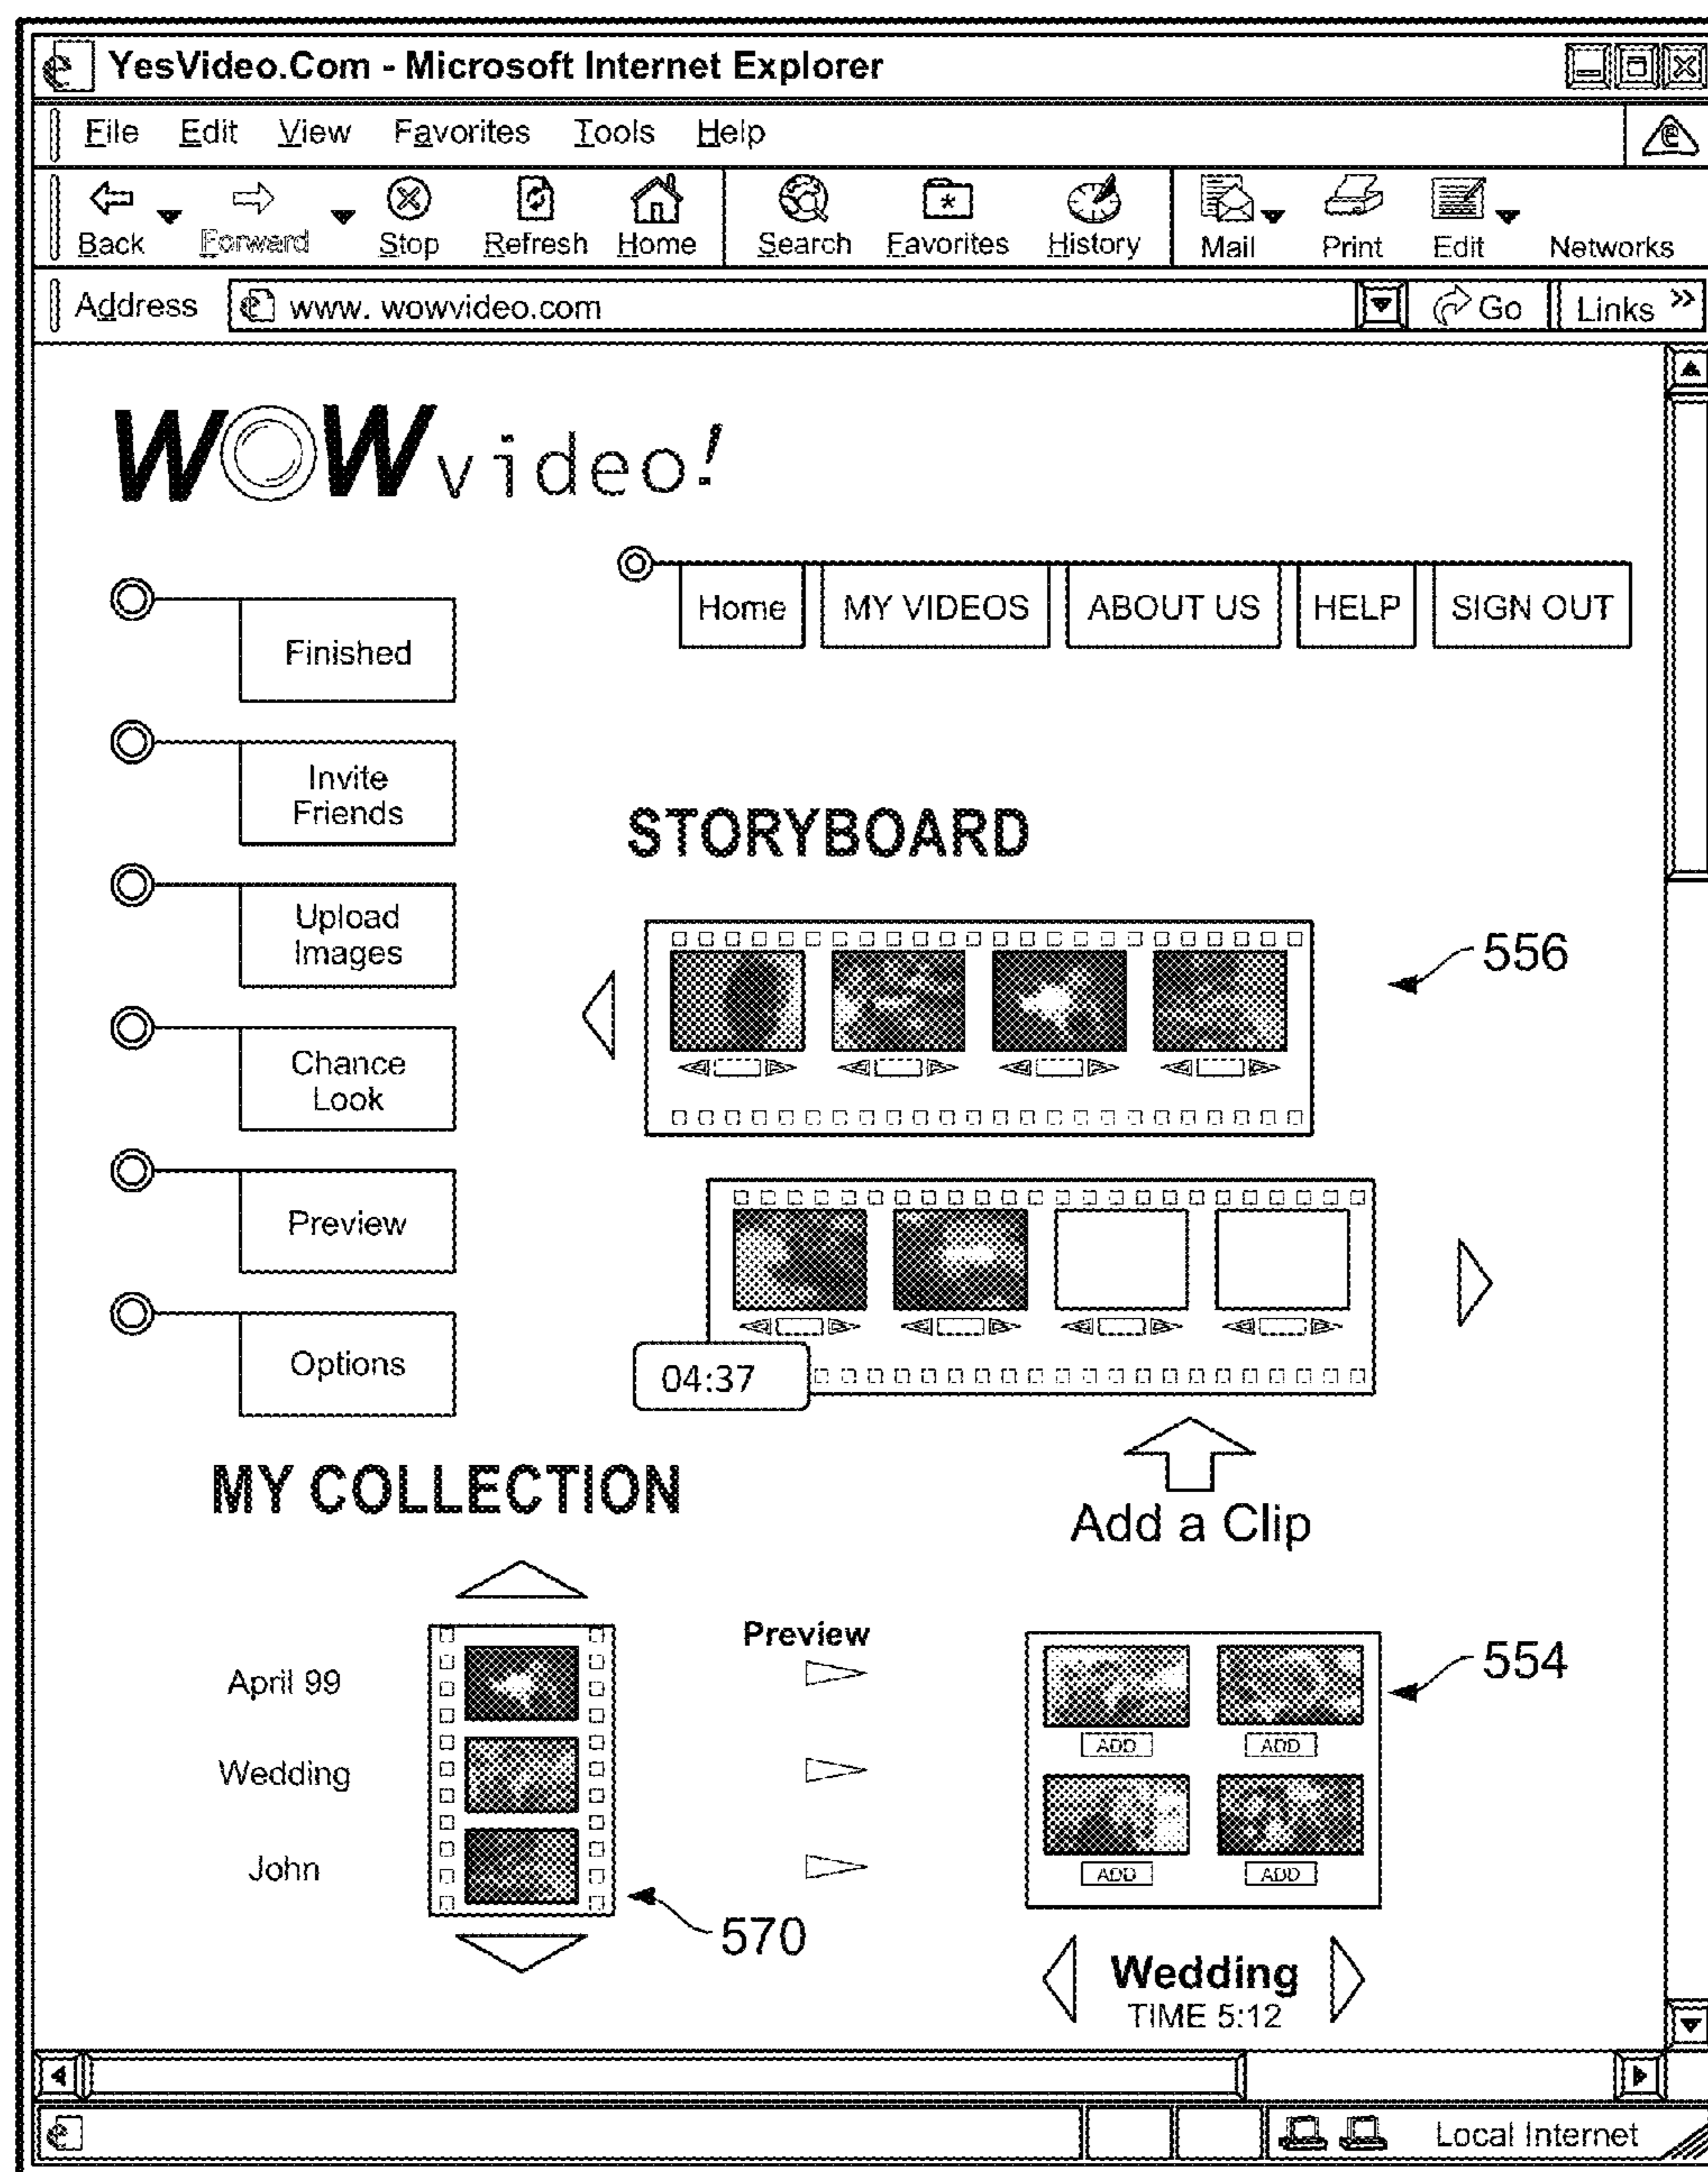 YesVideo.Com - Microsoft Internet Explorer
File Edit View Favorites Tools Help
Back Forward Stop Refresh Home Search Favorites History Mail Print Edit Networks
Address www. wowvideo.com Go Links »
WOWvideo!
Home MY VIDEOS ABOUT US HELP SIGN OUT
Finished
Invite
Friends
Upload
Images
Chance
Look
Preview
Options
STORYBOARD
556
04:37
Add a Clip
MY COLLECTION
Preview
April 99
Wedding
John
570
554
ADD ADD
ADD ADD
Wedding
TIME 5:12
Local Internet